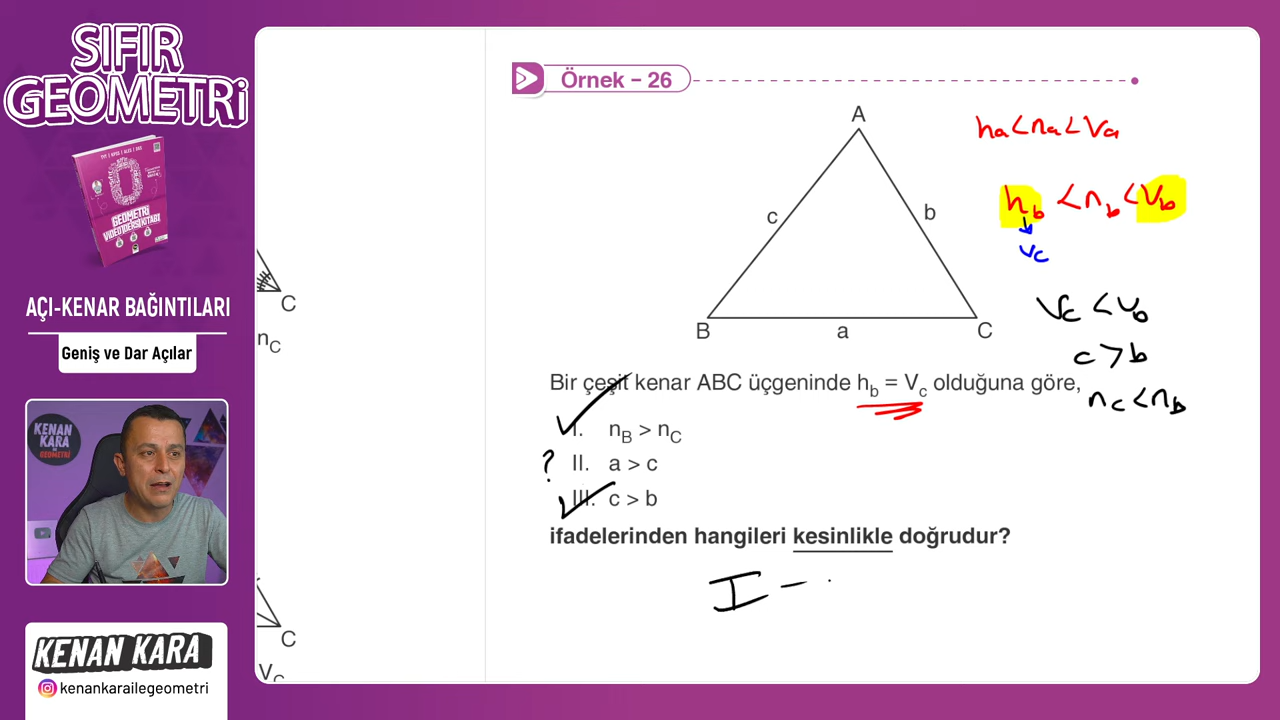 SIFIR
GEOMETRİ
GEOMETRİ
VİDEO DERS KİTABI
AÇI-KENAR BAĞINTILARI
Geniş ve Dar Açılar
KENAN
KARA
KENAN KARA
kenankarailegeometri
C
n_C
C
V_C
Örnek – 26
A
c
b
B
a
C
h_a < n_a < V_a
h_b < n_b < V_b
↓
V_c
V_c < V_b
c > b
n_c < n_b
Bir çeşit kenar ABC üçgeninde h_b = V_c olduğuna göre,
I. n_B > n_C
? II. a > c
III. c > b
ifadelerinden hangileri kesinlikle doğrudur?
I –